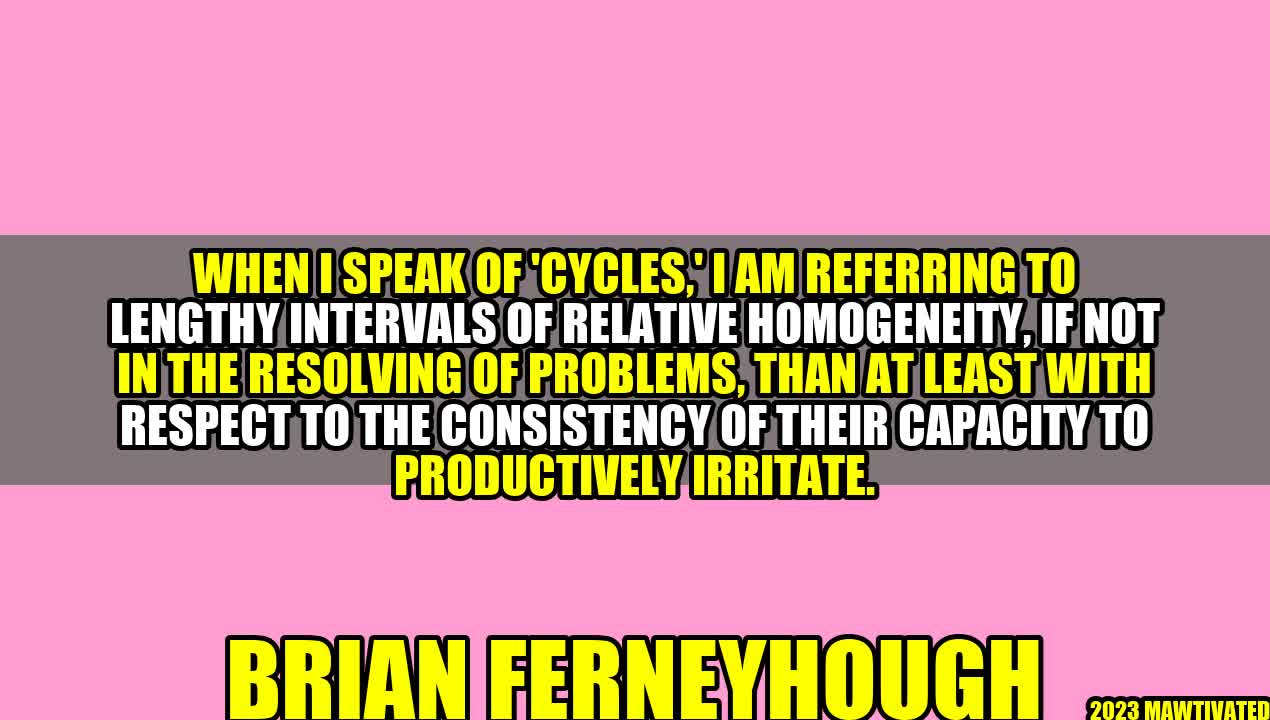 WHEN I SPEAK OF 'CYCLES,' I AM REFERRING TO
LENGTHY INTERVALS OF RELATIVE HOMOGENEITY, IF NOT
IN THE RESOLVING OF PROBLEMS, THAN AT LEAST WITH
RESPECT TO THE CONSISTENCY OF THEIR CAPACITY TO
PRODUCTIVELY IRRITATE.
BRIAN FERNEYHOUGH
2023 MAWTIVATED